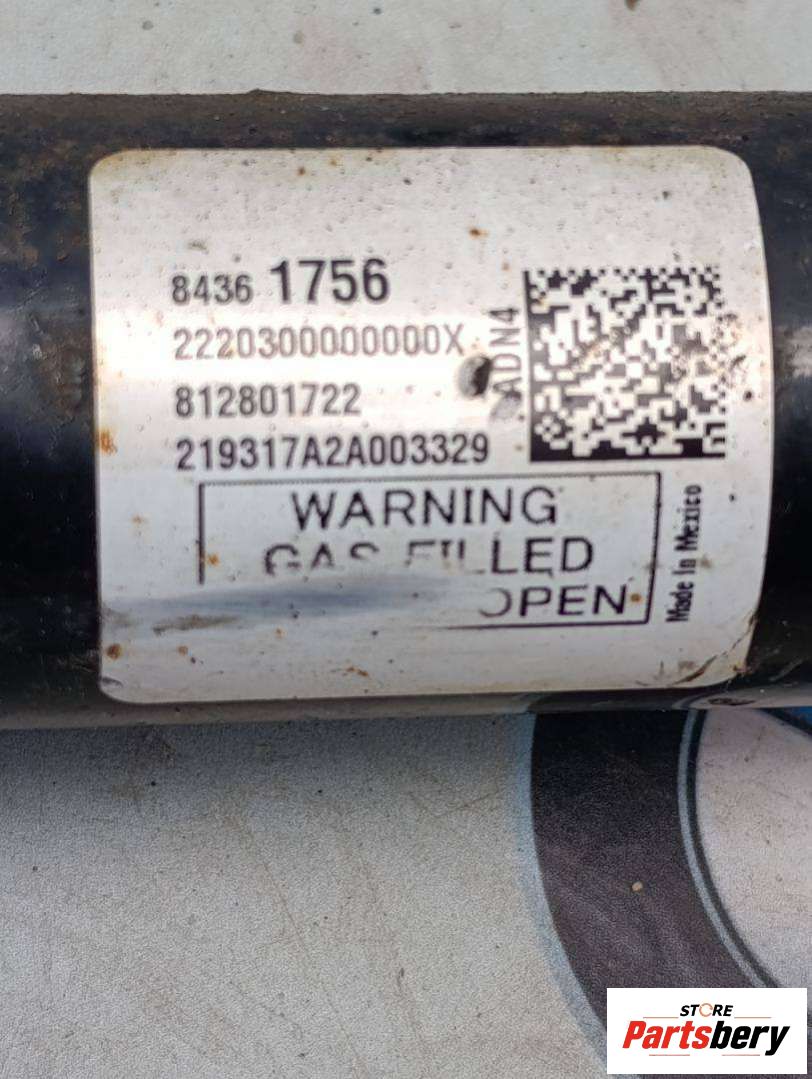 8436 1756
2220300000000X
812801722
219317A2A003329
ADN4
WARNING
GAS FILLED
OPEN
Made In Mexico
STORE
Partsbery